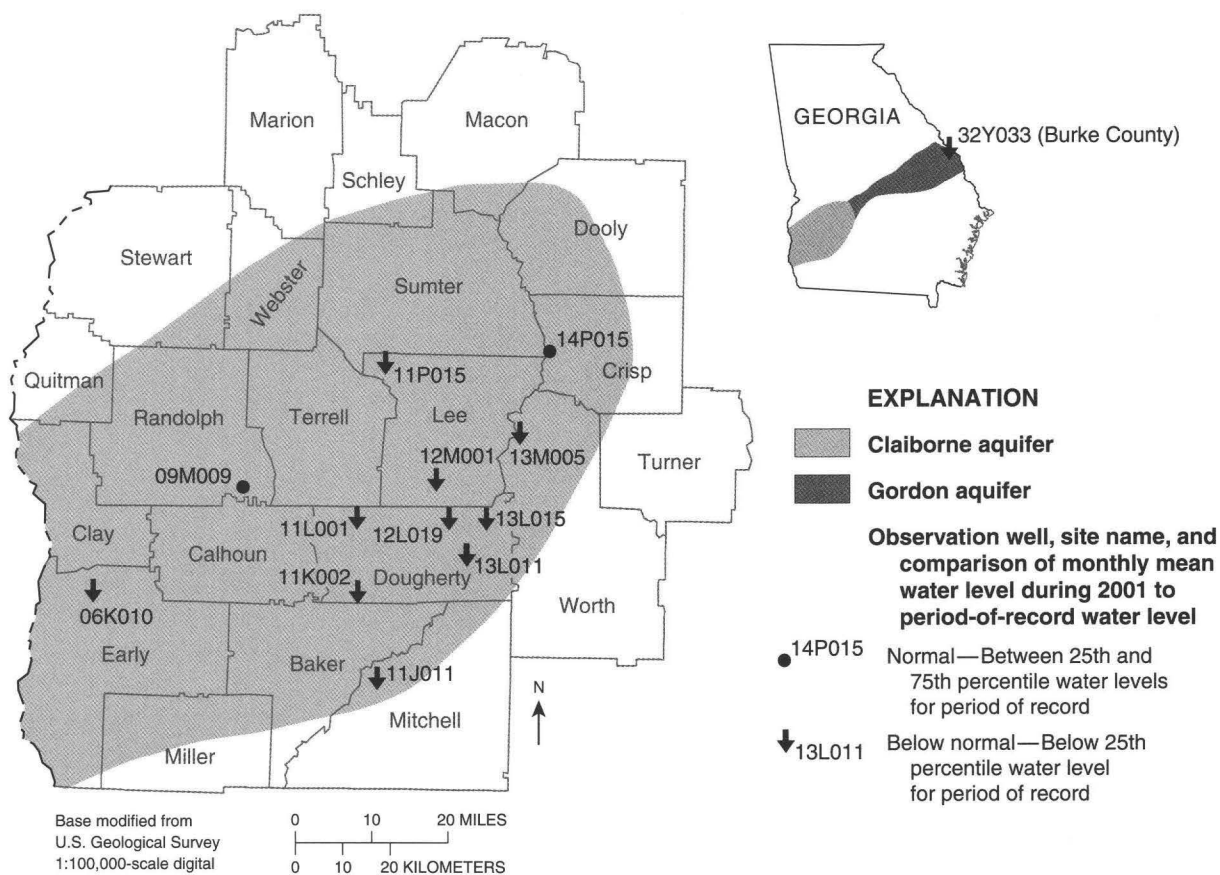 Marion
Macon
Schley
Dooly
Stewart
Webster
Sumter
14P015
Quitman
11P015
Crisp
Randolph
Terrell
Lee
12M001
13M005
Turner
09M009
11L001
12L019
13L015
Clay
Calhoun
13L011
11K002
Dougherty
06K010
Worth
Early
Baker
11J011
Mitchell
Miller
N
Base modified from
U.S. Geological Survey
1:100,000-scale digital
0 10 20 MILES
0 10 20 KILOMETERS
GEORGIA
32Y033 (Burke County)
EXPLANATION
Claiborne aquifer
Gordon aquifer
Observation well, site name, and
comparison of monthly mean
water level during 2001 to
period-of-record water level
14P015 Normal—Between 25th and
75th percentile water levels
for period of record
13L011 Below normal—Below 25th
percentile water level
for period of record